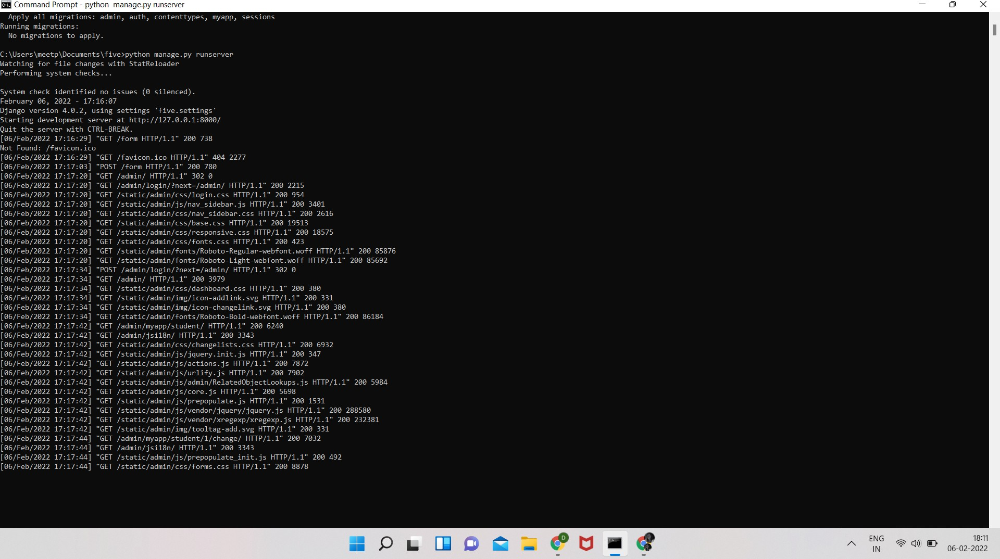 Command Prompt - python  manage.py runserver
  Apply all migrations: admin, auth, contenttypes, myapp, sessions
Running migrations:
  No migrations to apply.
C:\Users\meetp\Documents\five>python manage.py runserver
Watching for file changes with StatReloader
Performing system checks...
System check identified no issues (0 silenced).
February 06, 2022 - 17:16:07
Django version 4.0.2, using settings 'five.settings'
Starting development server at http://127.0.0.1:8000/
Quit the server with CTRL-BREAK.
[06/Feb/2022 17:16:29] "GET /form HTTP/1.1" 200 738
Not Found: /favicon.ico
[06/Feb/2022 17:16:29] "GET /favicon.ico HTTP/1.1" 404 2277
[06/Feb/2022 17:17:03] "POST /form HTTP/1.1" 200 780
[06/Feb/2022 17:17:20] "GET /admin/ HTTP/1.1" 302 0
[06/Feb/2022 17:17:20] "GET /admin/login/?next=/admin/ HTTP/1.1" 200 2215
[06/Feb/2022 17:17:20] "GET /static/admin/css/login.css HTTP/1.1" 200 954
[06/Feb/2022 17:17:20] "GET /static/admin/js/nav_sidebar.js HTTP/1.1" 200 3401
[06/Feb/2022 17:17:20] "GET /static/admin/css/nav_sidebar.css HTTP/1.1" 200 2616
[06/Feb/2022 17:17:20] "GET /static/admin/css/base.css HTTP/1.1" 200 19513
[06/Feb/2022 17:17:20] "GET /static/admin/css/responsive.css HTTP/1.1" 200 18575
[06/Feb/2022 17:17:20] "GET /static/admin/css/fonts.css HTTP/1.1" 200 423
[06/Feb/2022 17:17:20] "GET /static/admin/fonts/Roboto-Regular-webfont.woff HTTP/1.1" 200 85876
[06/Feb/2022 17:17:20] "GET /static/admin/fonts/Roboto-Light-webfont.woff HTTP/1.1" 200 85692
[06/Feb/2022 17:17:34] "POST /admin/login/?next=/admin/ HTTP/1.1" 302 0
[06/Feb/2022 17:17:34] "GET /admin/ HTTP/1.1" 200 3979
[06/Feb/2022 17:17:34] "GET /static/admin/css/dashboard.css HTTP/1.1" 200 380
[06/Feb/2022 17:17:34] "GET /static/admin/img/icon-addlink.svg HTTP/1.1" 200 331
[06/Feb/2022 17:17:34] "GET /static/admin/img/icon-changelink.svg HTTP/1.1" 200 380
[06/Feb/2022 17:17:34] "GET /static/admin/fonts/Roboto-Bold-webfont.woff HTTP/1.1" 200 86184
[06/Feb/2022 17:17:42] "GET /admin/myapp/student/ HTTP/1.1" 200 6240
[06/Feb/2022 17:17:42] "GET /admin/jsi18n/ HTTP/1.1" 200 3343
[06/Feb/2022 17:17:42] "GET /static/admin/css/changelists.css HTTP/1.1" 200 6932
[06/Feb/2022 17:17:42] "GET /static/admin/js/jquery.init.js HTTP/1.1" 200 347
[06/Feb/2022 17:17:42] "GET /static/admin/js/actions.js HTTP/1.1" 200 7872
[06/Feb/2022 17:17:42] "GET /static/admin/js/urlify.js HTTP/1.1" 200 7902
[06/Feb/2022 17:17:42] "GET /static/admin/js/admin/RelatedObjectLookups.js HTTP/1.1" 200 5984
[06/Feb/2022 17:17:42] "GET /static/admin/js/core.js HTTP/1.1" 200 5698
[06/Feb/2022 17:17:42] "GET /static/admin/js/prepopulate.js HTTP/1.1" 200 1531
[06/Feb/2022 17:17:42] "GET /static/admin/js/vendor/jquery/jquery.js HTTP/1.1" 200 288580
[06/Feb/2022 17:17:42] "GET /static/admin/js/vendor/xregexp/xregexp.js HTTP/1.1" 200 232381
[06/Feb/2022 17:17:42] "GET /static/admin/img/tooltag-add.svg HTTP/1.1" 200 331
[06/Feb/2022 17:17:44] "GET /admin/myapp/student/1/change/ HTTP/1.1" 200 7032
[06/Feb/2022 17:17:44] "GET /admin/jsi18n/ HTTP/1.1" 200 3343
[06/Feb/2022 17:17:44] "GET /static/admin/js/prepopulate_init.js HTTP/1.1" 200 492
[06/Feb/2022 17:17:44] "GET /static/admin/css/forms.css HTTP/1.1" 200 8878
D
ENG
IN
18:11
06-02-2022